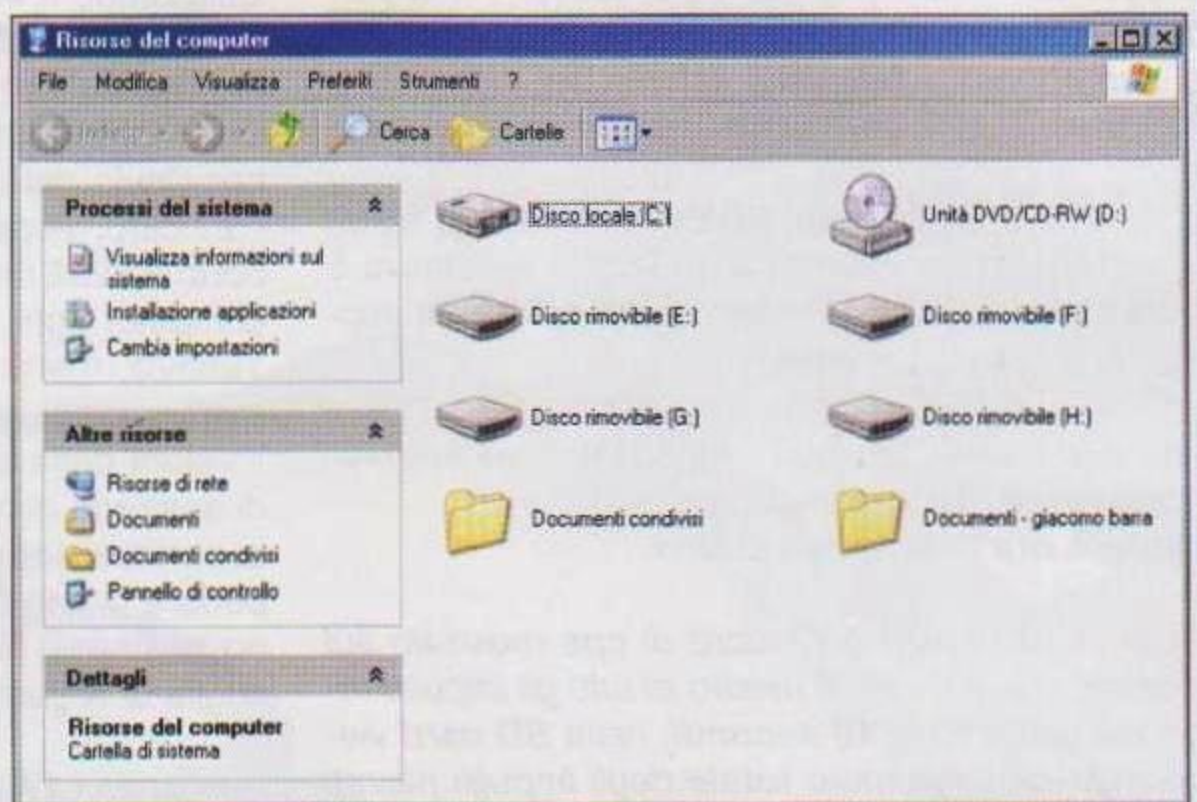 Risorse del computer
File Modifica Visualizza Preferiti Strumenti ?
Indietro Cerca Cartelle
Processi del sistema
Visualizza informazioni sul
sistema
Installazione applicazioni
Cambia impostazioni
Altre risorse
Risorse di rete
Documenti
Documenti condivisi
Pannello di controllo
Dettagli
Risorse del computer
Cartella di sistema
Disco locale (C:)
Unità DVD/CD-RW (D:)
Disco rimovibile (E:)
Disco rimovibile (F:)
Disco rimovibile (G:)
Disco rimovibile (H:)
Documenti condivisi
Documenti - giacomo barra